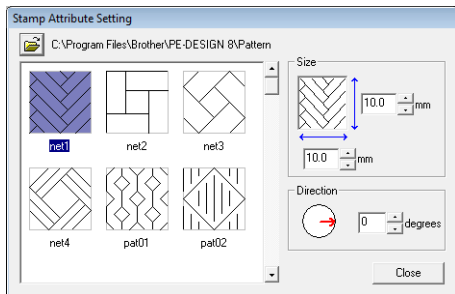 Stamp Attribute Setting
C:\Program Files\Brother\PE-DESIGN 8\Pattern
net1 net2 net3
net4 pat01 pat02
Size
10.0 mm
10.0 mm
Direction
0 degrees
Close